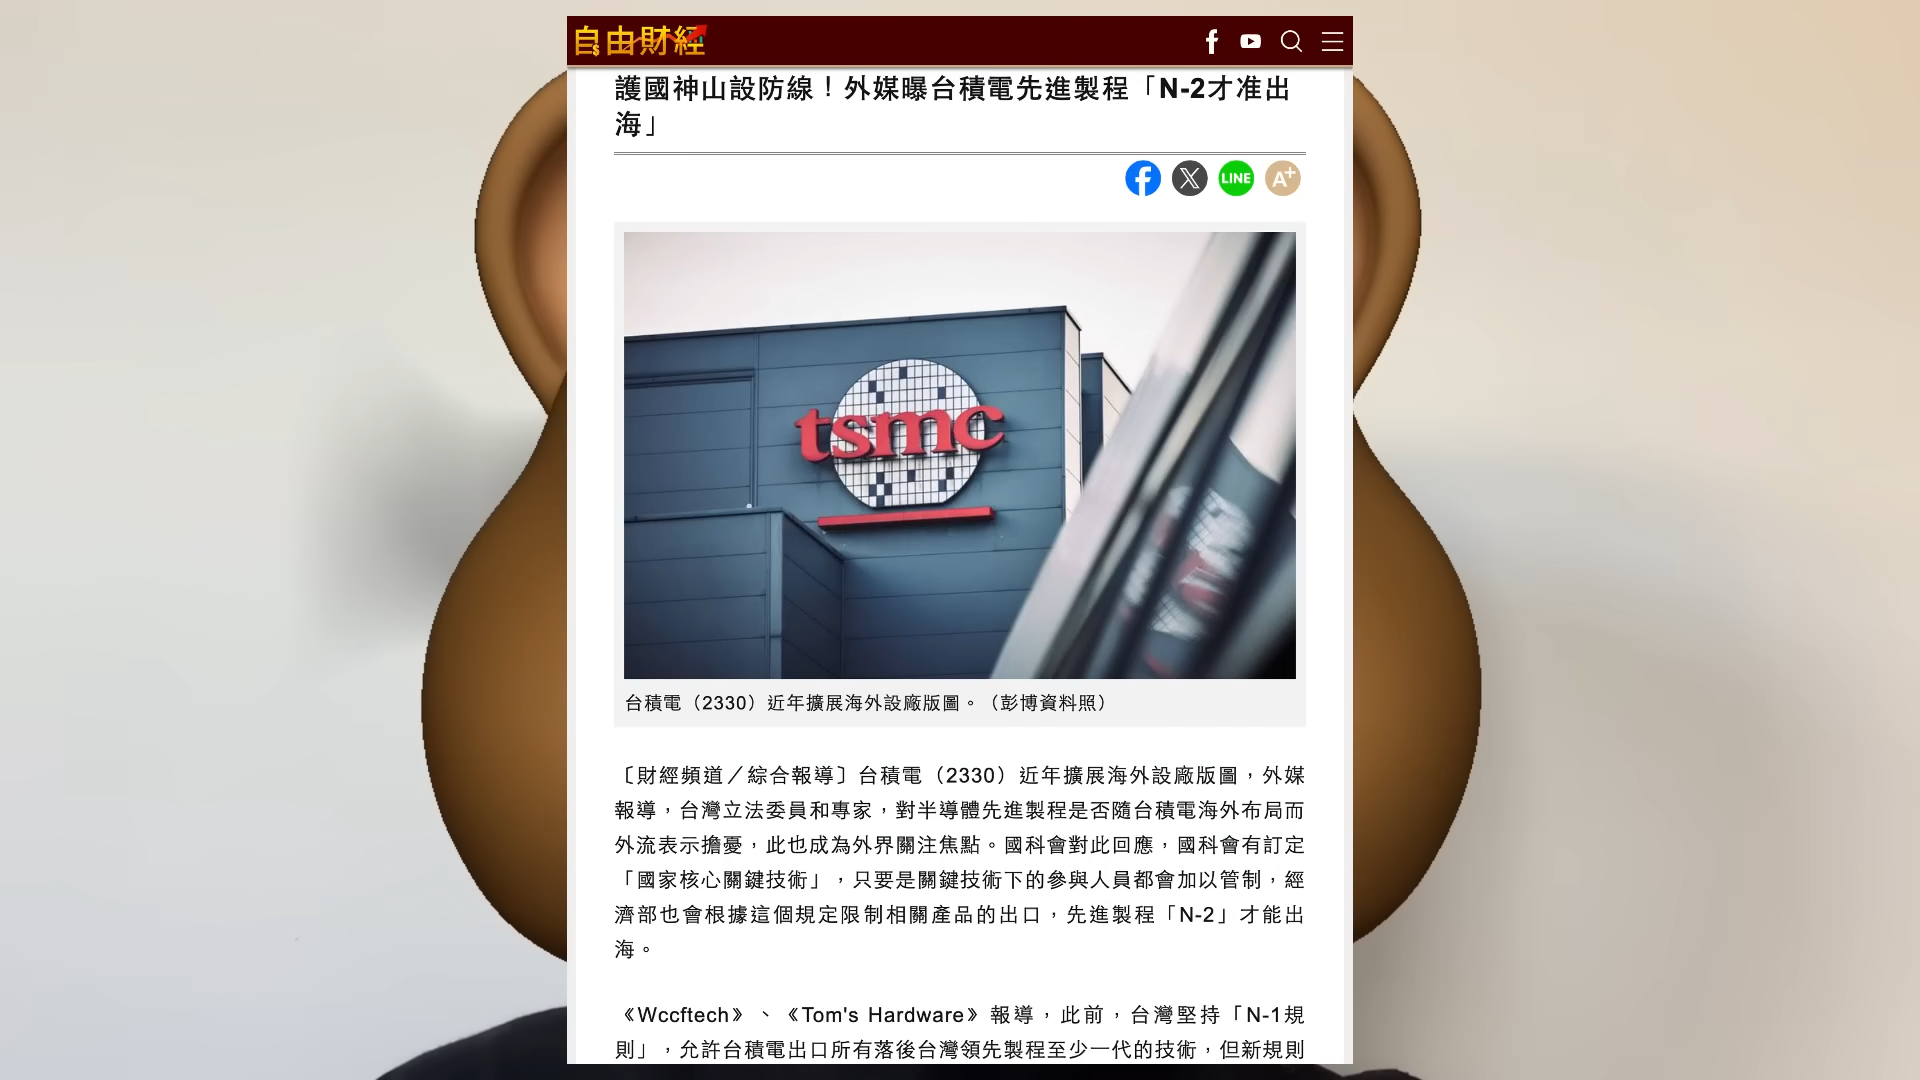 自由財經
護國神山設防線！外媒曝台積電先進製程「N-2才准出
海」
LINE
A+
tsmc
台積電（2330）近年擴展海外設廠版圖。（彭博資料照）
〔財經頻道／綜合報導〕台積電（2330）近年擴展海外設廠版圖，外媒
報導，台灣立法委員和專家，對半導體先進製程是否隨台積電海外布局而
外流表示擔憂，此也成為外界關注焦點。國科會對此回應，國科會有訂定
「國家核心關鍵技術」，只要是關鍵技術下的參與人員都會加以管制，經
濟部也會根據這個規定限制相關產品的出口，先進製程「N-2」才能出
海。
《Wccftech》、《Tom's Hardware》報導，此前，台灣堅持「N-1規
則」，允許台積電出口所有落後台灣領先製程至少一代的技術，但新規則